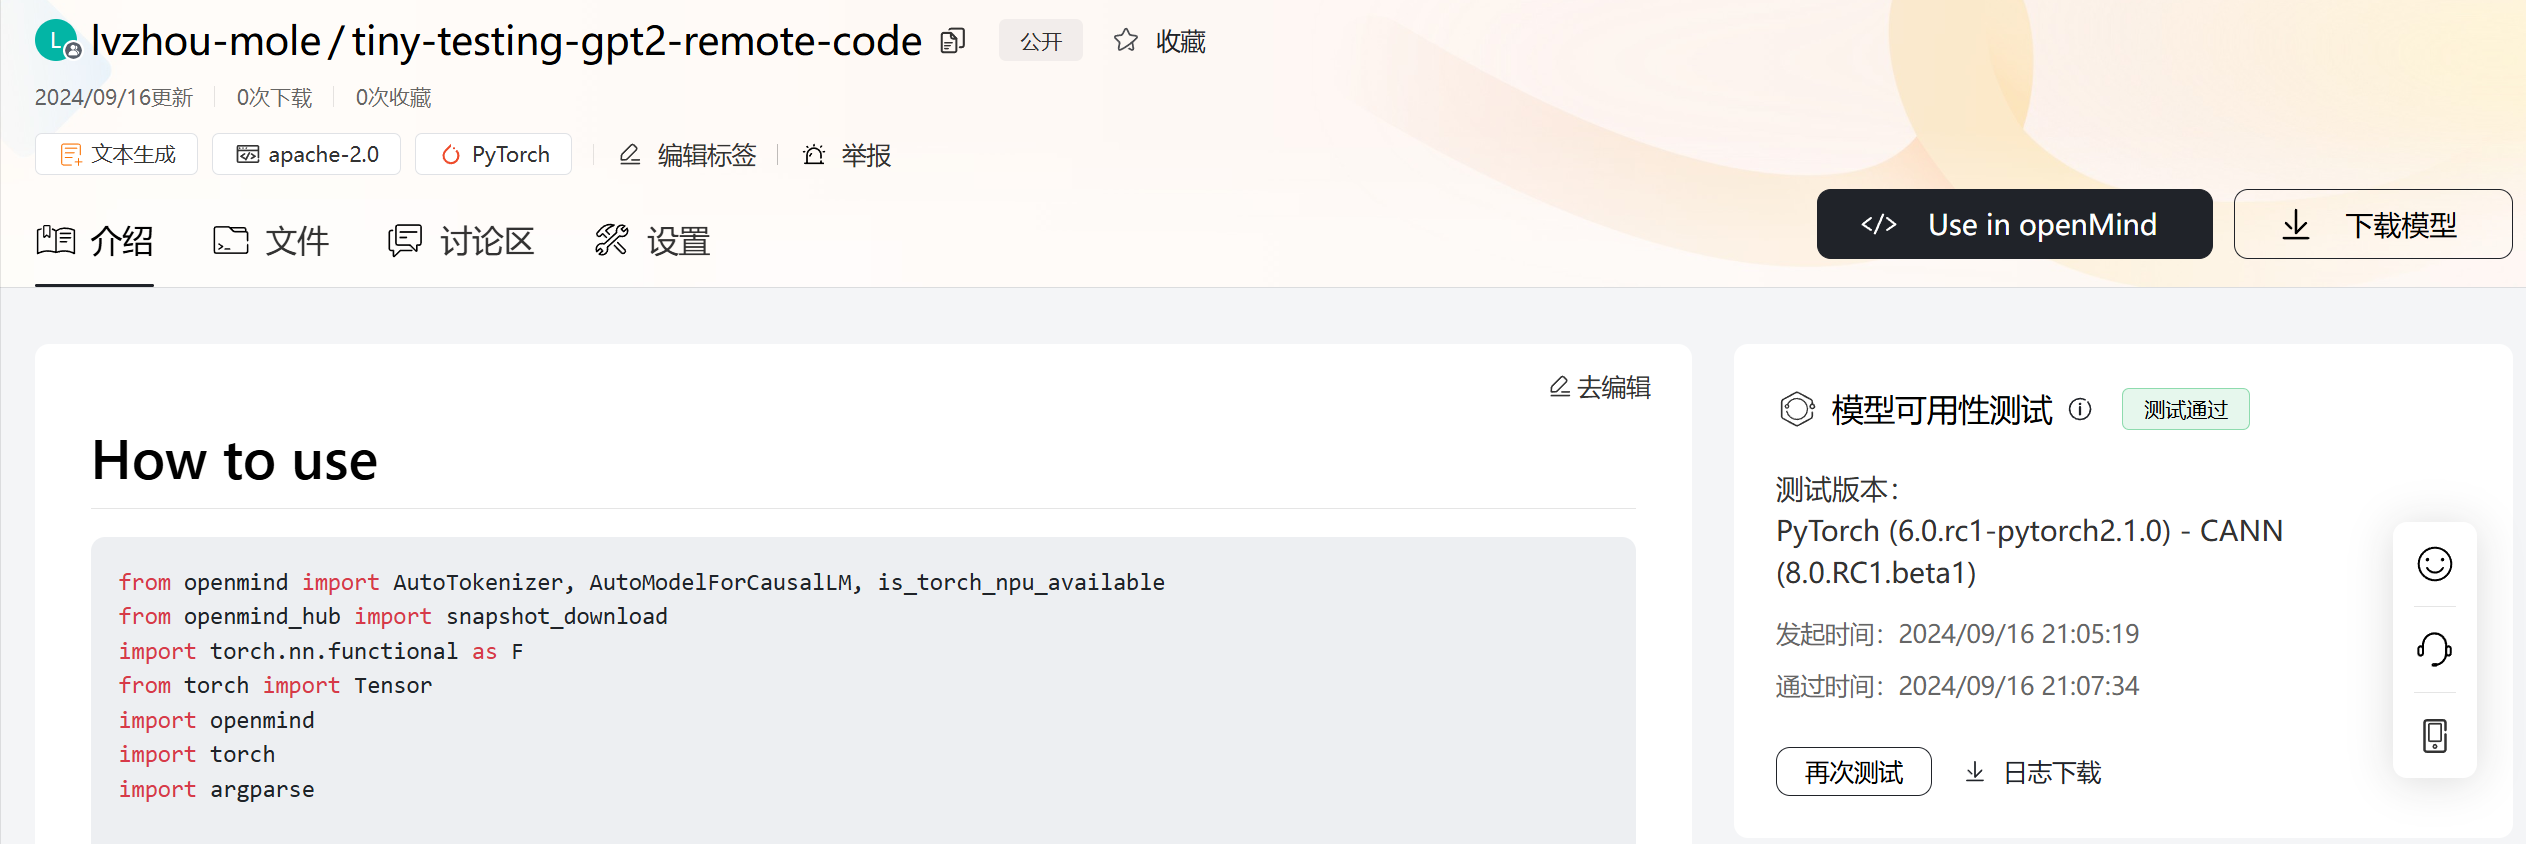 L lvzhou-mole / tiny-testing-gpt2-remote-code 公开 收藏
2024/09/16更新 0次下载 0次收藏
文本生成 apache-2.0 PyTorch 编辑标签 举报
介绍 文件 讨论区 设置 </> Use in openMind 下载模型
去编辑
How to use
from openmind import AutoTokenizer, AutoModelForCausalLM, is_torch_npu_available
from openmind_hub import snapshot_download
import torch.nn.functional as F
from torch import Tensor
import openmind
import torch
import argparse
模型可用性测试 测试通过
测试版本：
PyTorch (6.0.rc1-pytorch2.1.0) - CANN
(8.0.RC1.beta1)
发起时间：2024/09/16 21:05:19
通过时间：2024/09/16 21:07:34
再次测试 日志下载